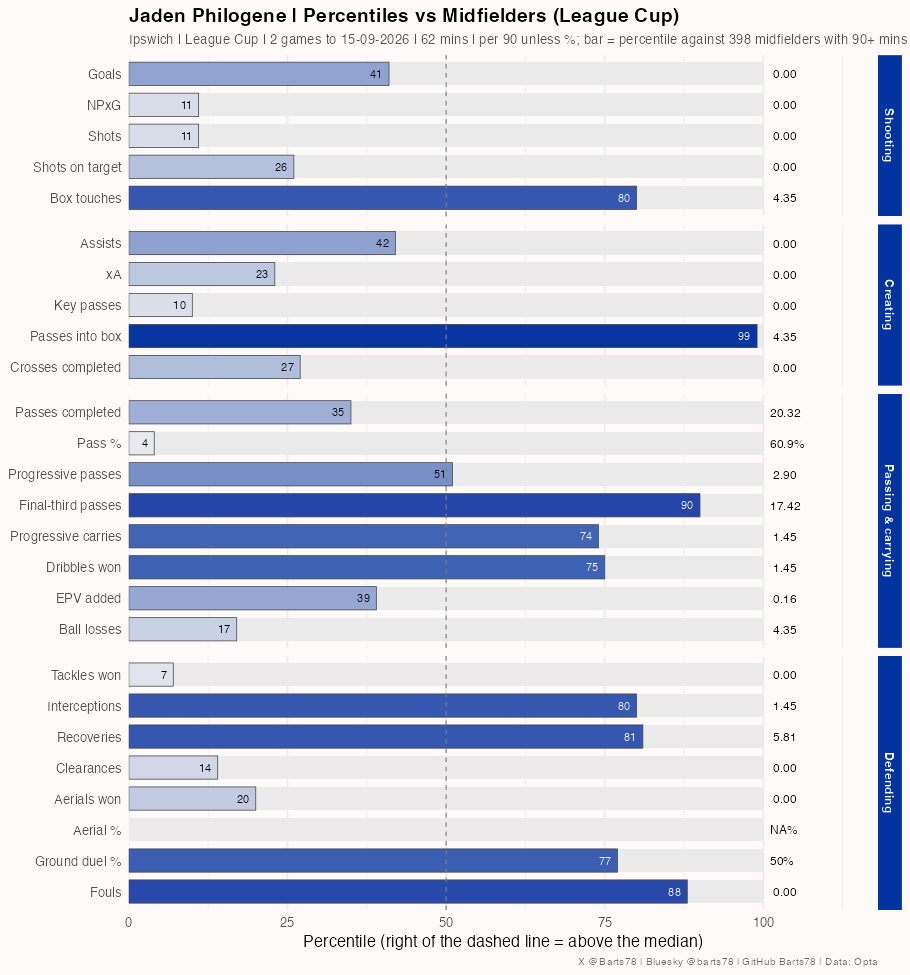 Jaden Philogene | Percentiles vs Midfielders (League Cup)
Ipswich | League Cup | 2 games to 15-09-2026 | 62 mins | per 90 unless %; bar = percentile against 398 midfielders with 90+ mins
Shooting
Goals 41 0.00
NPxG 11 0.00
Shots 11 0.00
Shots on target 26 0.00
Box touches 80 4.35
Creating
Assists 42 0.00
xA 23 0.00
Key passes 10 0.00
Passes into box 99 4.35
Crosses completed 27 0.00
Passing & carrying
Passes completed 35 20.32
Pass % 4 60.9%
Progressive passes 51 2.90
Final-third passes 90 17.42
Progressive carries 74 1.45
Dribbles won 75 1.45
EPV added 39 0.16
Ball losses 17 4.35
Defending
Tackles won 7 0.00
Interceptions 80 1.45
Recoveries 81 5.81
Clearances 14 0.00
Aerials won 20 0.00
Aerial % NA%
Ground duel % 77 50%
Fouls 88 0.00
0 25 50 75 100
Percentile (right of the dashed line = above the median)
X @Barts78 | Bluesky @barts78 | GitHub Barts78 | Data: Opta